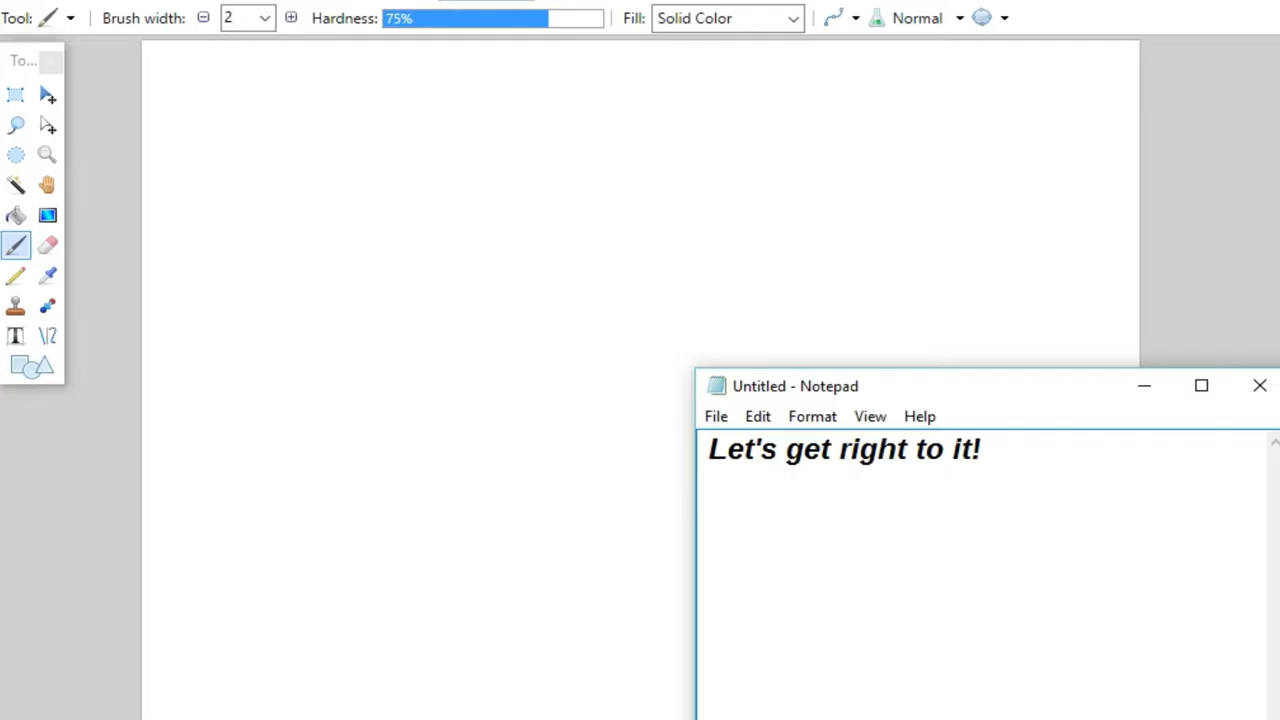 Tool: Brush width: 2 Hardness: 75% Fill: Solid Color Normal
To...
Untitled - Notepad
File Edit Format View Help
Let's get right to it!